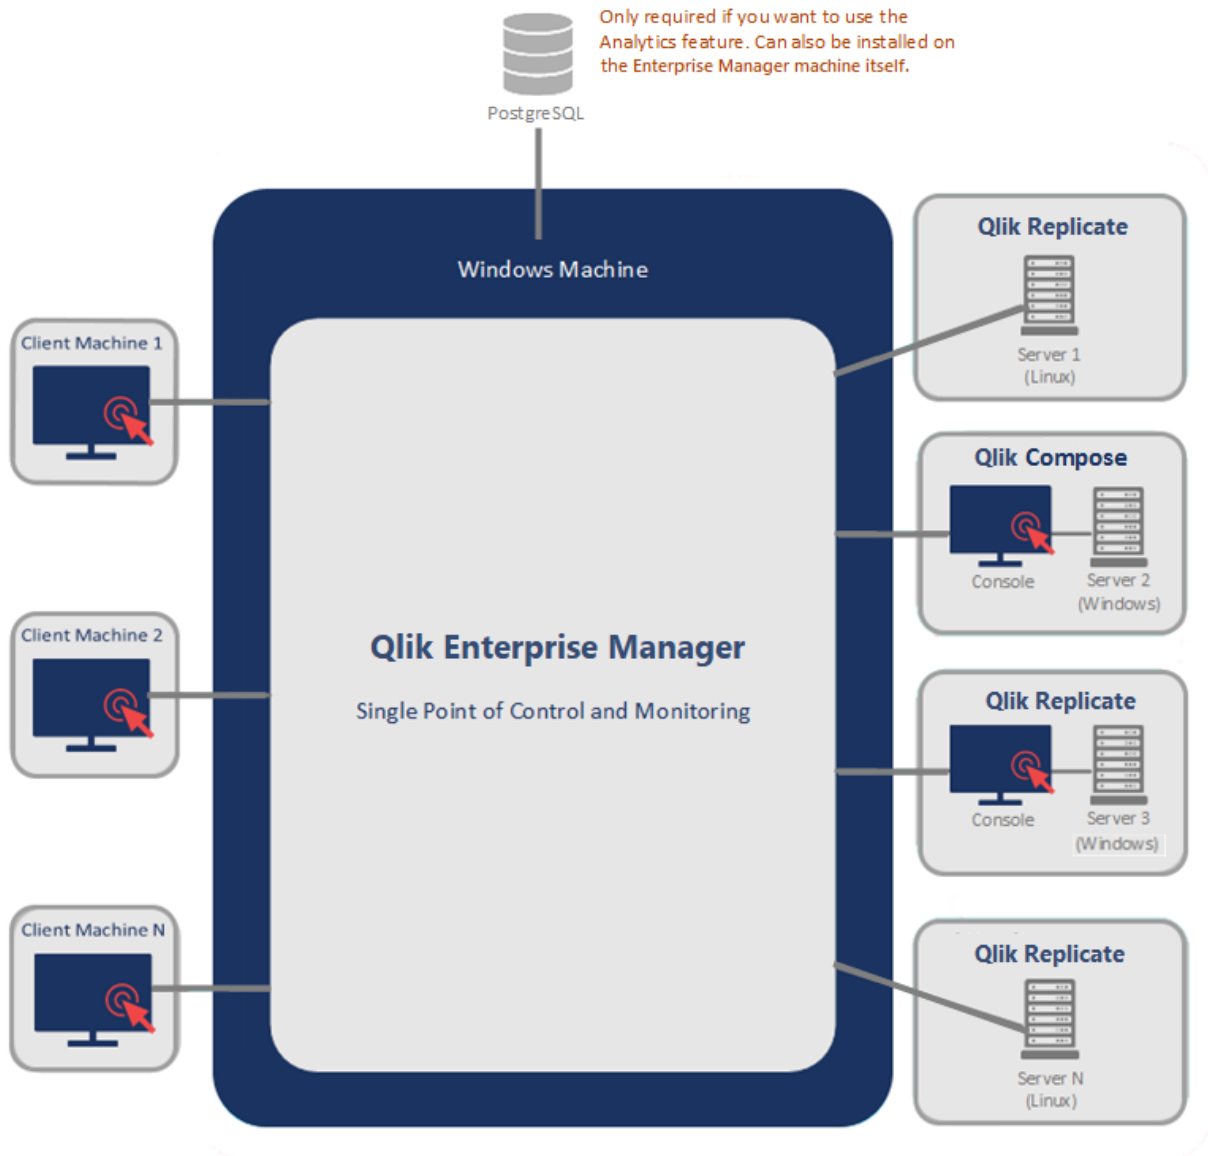 Only required if you want to use the
Analytics feature. Can also be installed on
the Enterprise Manager machine itself.
PostgreSQL
Windows Machine
Client Machine 1
Client Machine 2
Client Machine N
Qlik Enterprise Manager
Single Point of Control and Monitoring
Qlik Replicate
Server 1
(Linux)
Qlik Compose
Console
Server 2
(Windows)
Qlik Replicate
Console
Server 3
(Windows)
Qlik Replicate
Server N
(Linux)